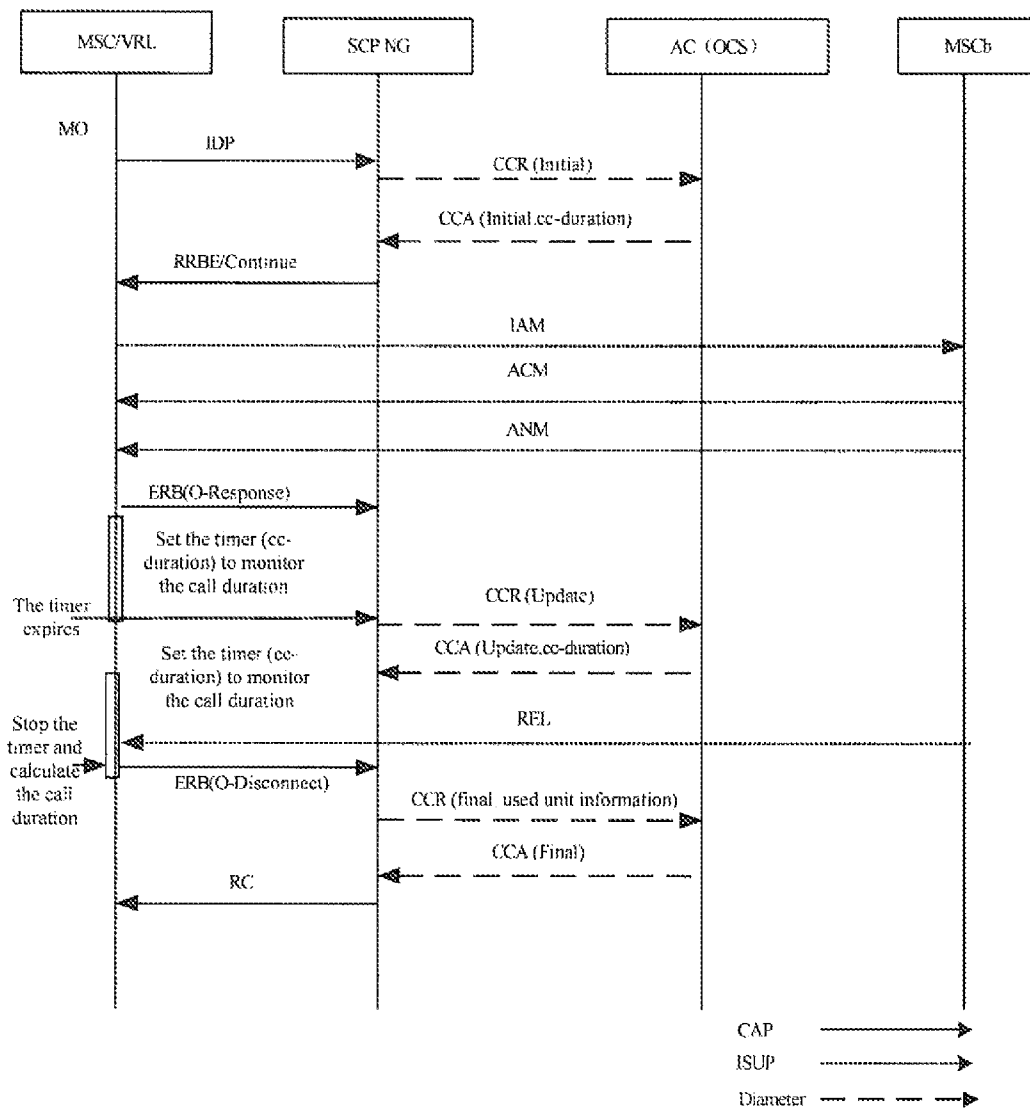 MSC/VRL
SCP NG
AC (OCS)
MSCb
MO
IDP
CCR (Initial)
CCA (Initial.cc-duration)
RRBE/Continue
IAM
ACM
ANM
ERB(O-Response)
Set the timer (cc-
duration) to monitor
the call duration
The timer
expires
CCR (Update)
CCA (Update.cc-duration)
Set the timer (cc-
duration) to monitor
the call duration
REL
Stop the
timer and
calculate
the call
duration
ERB(O-Disconnect)
CCR (final, used unit information)
CCA (Final)
RC
CAP
ISUP
Diameter